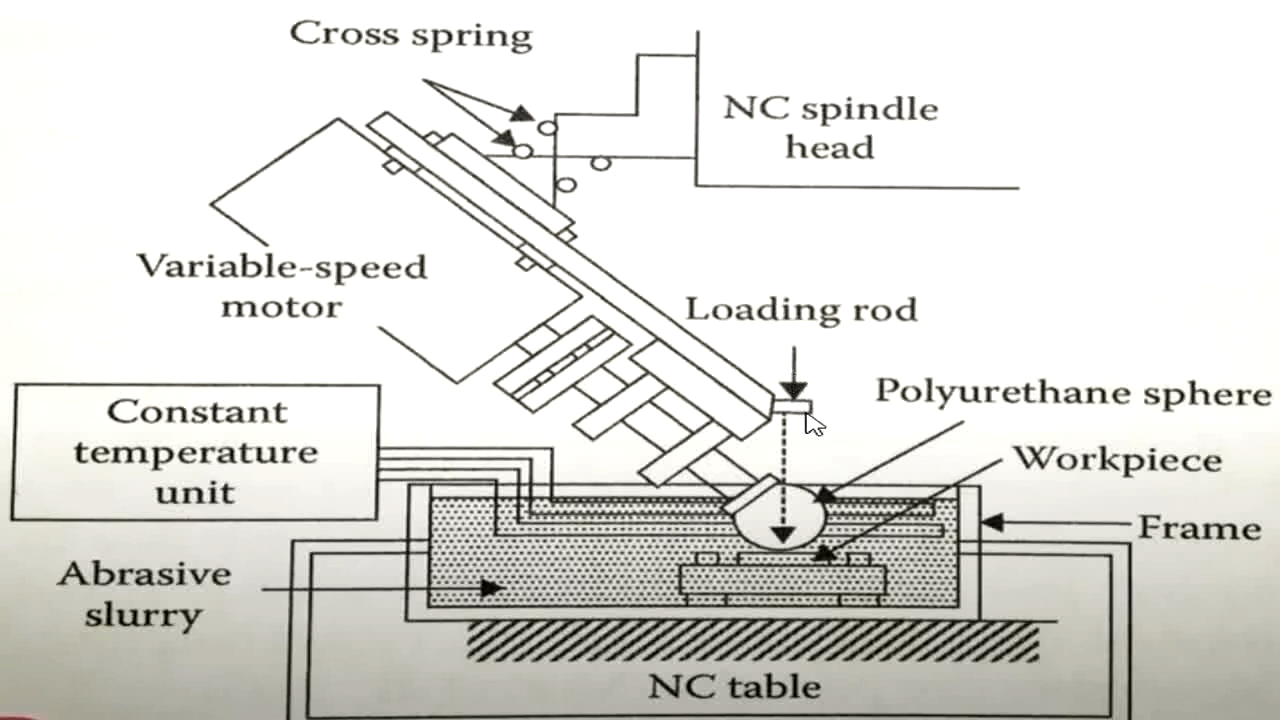 Cross spring
NC spindle
head
Variable-speed
motor
Loading rod
Polyurethane sphere
Constant
temperature
unit
Workpiece
Frame
Abrasive
slurry
NC table